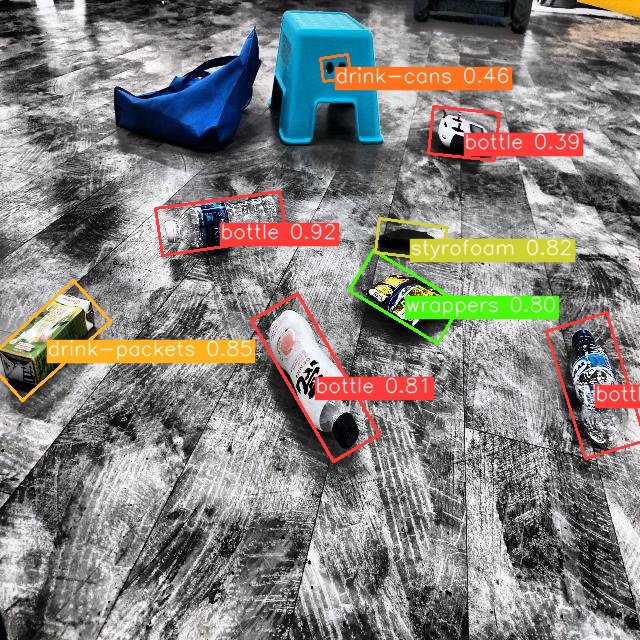 drink-cans 0.46
bottle 0.39
bottle 0.92
styrofoam 0.82
wrappers 0.80
drink-packets 0.85
bottle 0.81
bottl